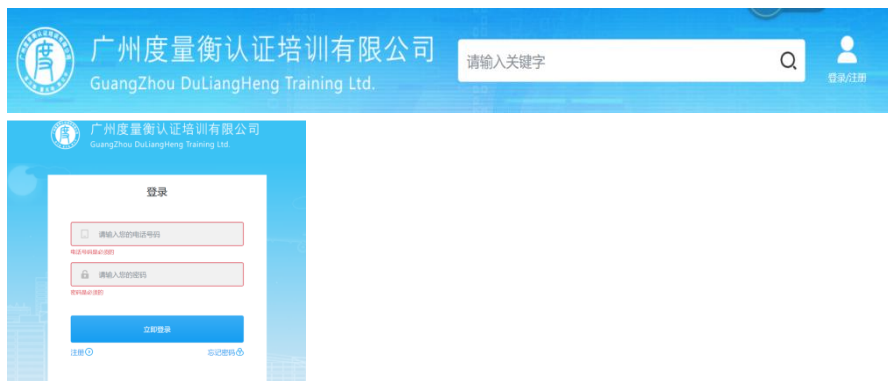 广州度量衡认证培训有限公司
GuangZhou DuLiangHeng Training Ltd.
请输入关键字
登录/注册
广州度量衡认证培训有限公司
GuangZhou DuLiangHeng Training Ltd.
登录
请输入您的电话号码
电话号码是必须的
请输入您的密码
密码是必须的
立即登录
注册
忘记密码